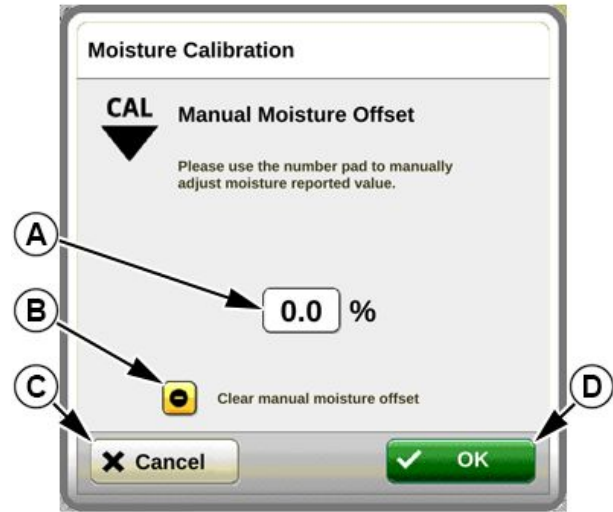 Moisture Calibration
CAL
Manual Moisture Offset
Please use the number pad to manually
adjust moisture reported value.
A
0.0 %
B
Clear manual moisture offset
C
D
Cancel
OK